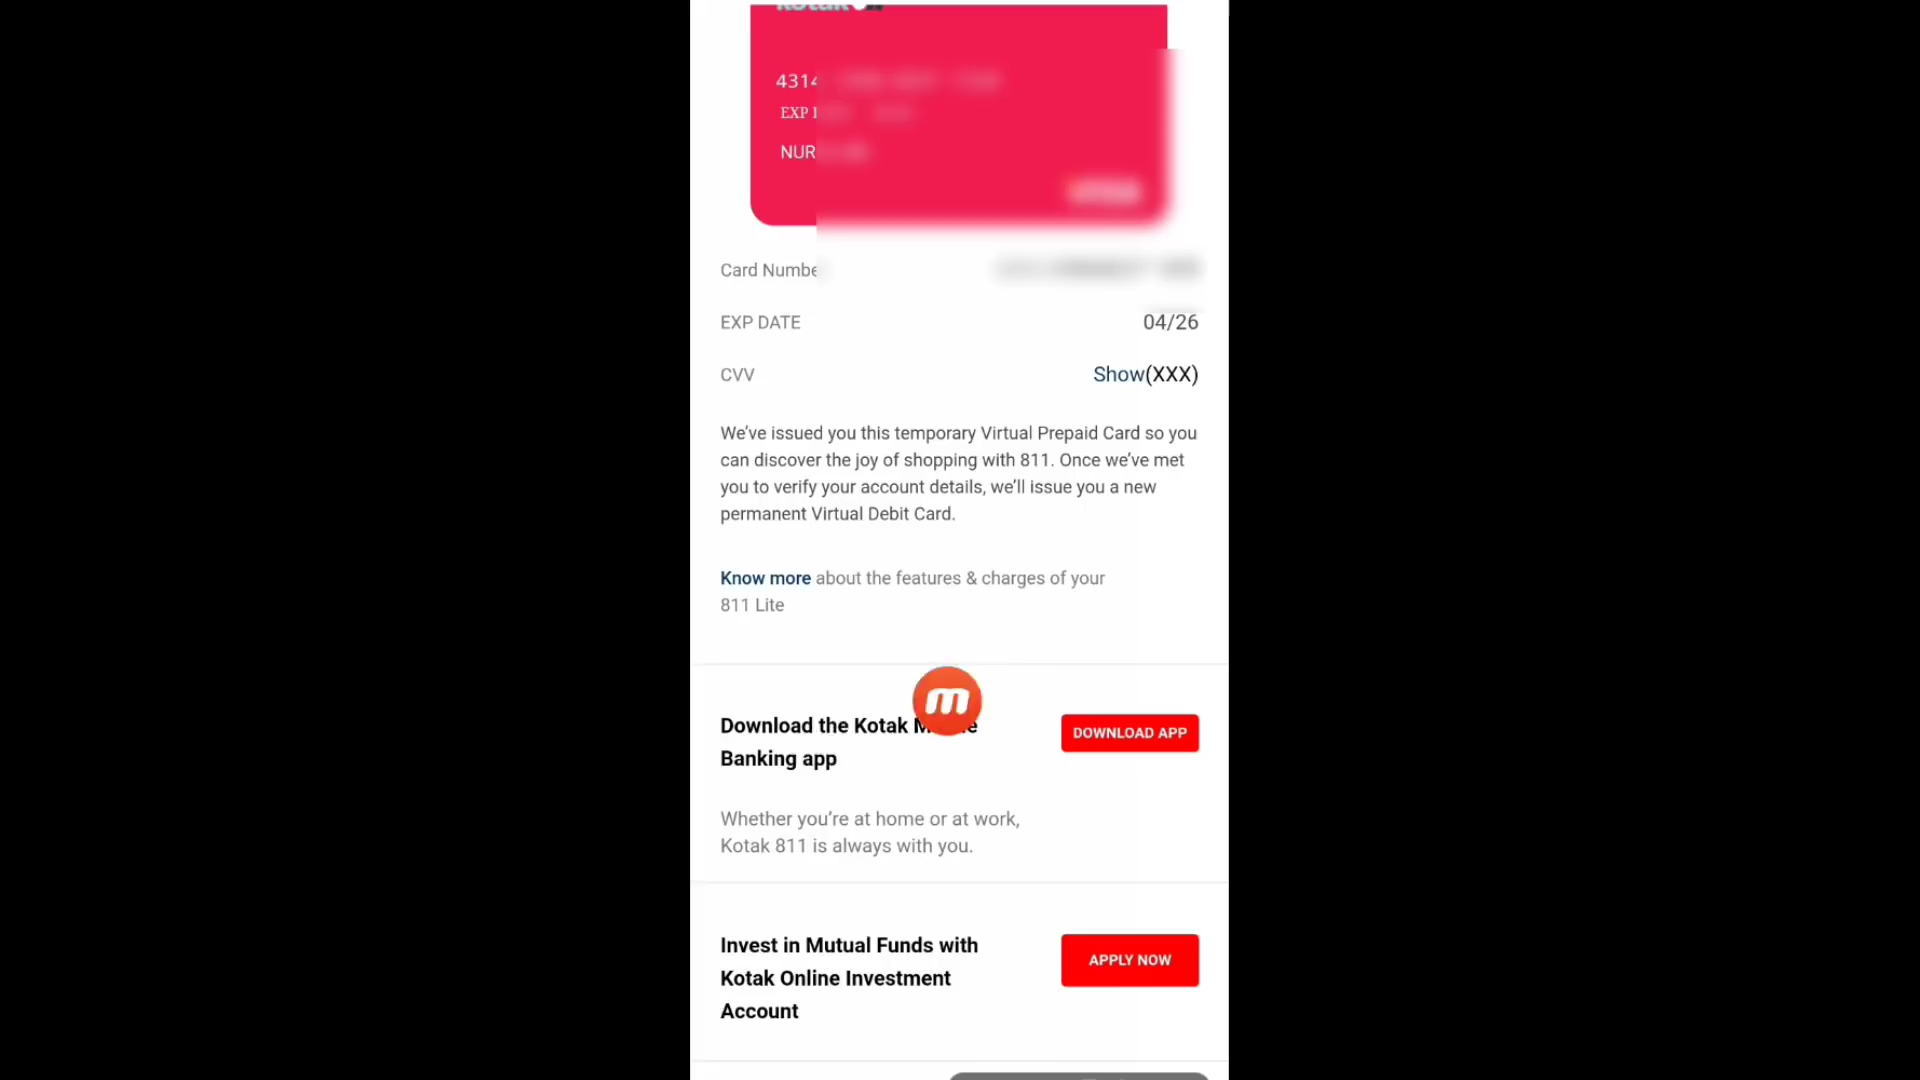 kotak
4314
EXP
NUR
VISA
Card Numbe
EXP DATE 04/26
CVV Show(XXX)
We’ve issued you this temporary Virtual Prepaid Card so you
can discover the joy of shopping with 811. Once we’ve met
you to verify your account details, we’ll issue you a new
permanent Virtual Debit Card.
Know more about the features & charges of your
811 Lite
m
Download the Kotak
Banking app
DOWNLOAD APP
Whether you’re at home or at work,
Kotak 811 is always with you.
Invest in Mutual Funds with
Kotak Online Investment
Account
APPLY NOW